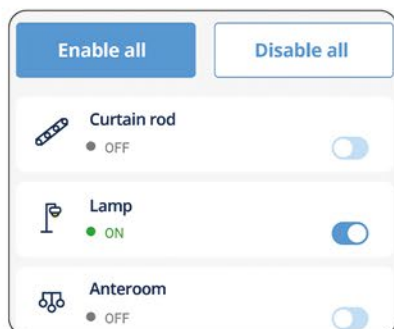 Enable all
Disable all
Curtain rod
OFF
Lamp
ON
Anteroom
OFF